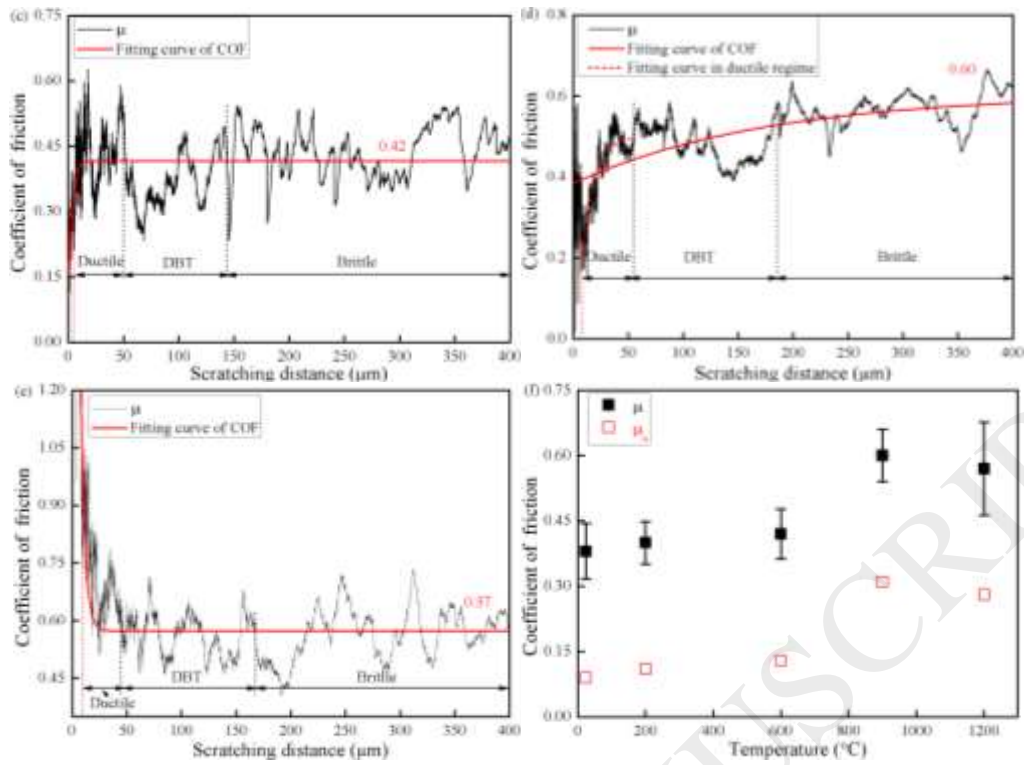 (c)
0.75
0.60
0.45
0.30
0.15
0.00
Coefficient of friction
μ
Fitting curve of COF
0.42
Ductile
DBT
Brittle
0 50 100 150 200 250 300 350 400
Scratching distance (μm)
(d)
0.8
0.6
0.4
0.2
0.0
Coefficient of friction
μ
Fitting curve of COF
Fitting curve in ductile regime
0.60
Ductile
DBT
Brittle
0 50 100 150 200 250 300 350 400
Scratching distance (μm)
(e)
1.20
1.05
0.90
0.75
0.60
0.45
Coefficient of friction
μ
Fitting curve of COF
0.57
Ductile
DBT
Brittle
0 50 100 150 200 250 300 350 400
Scratching distance (μm)
(f)
0.75
0.60
0.45
0.30
0.15
0.00
Coefficient of friction
μ
0 200 400 600 800 1000 1200
Temperature (°C)
USCRI